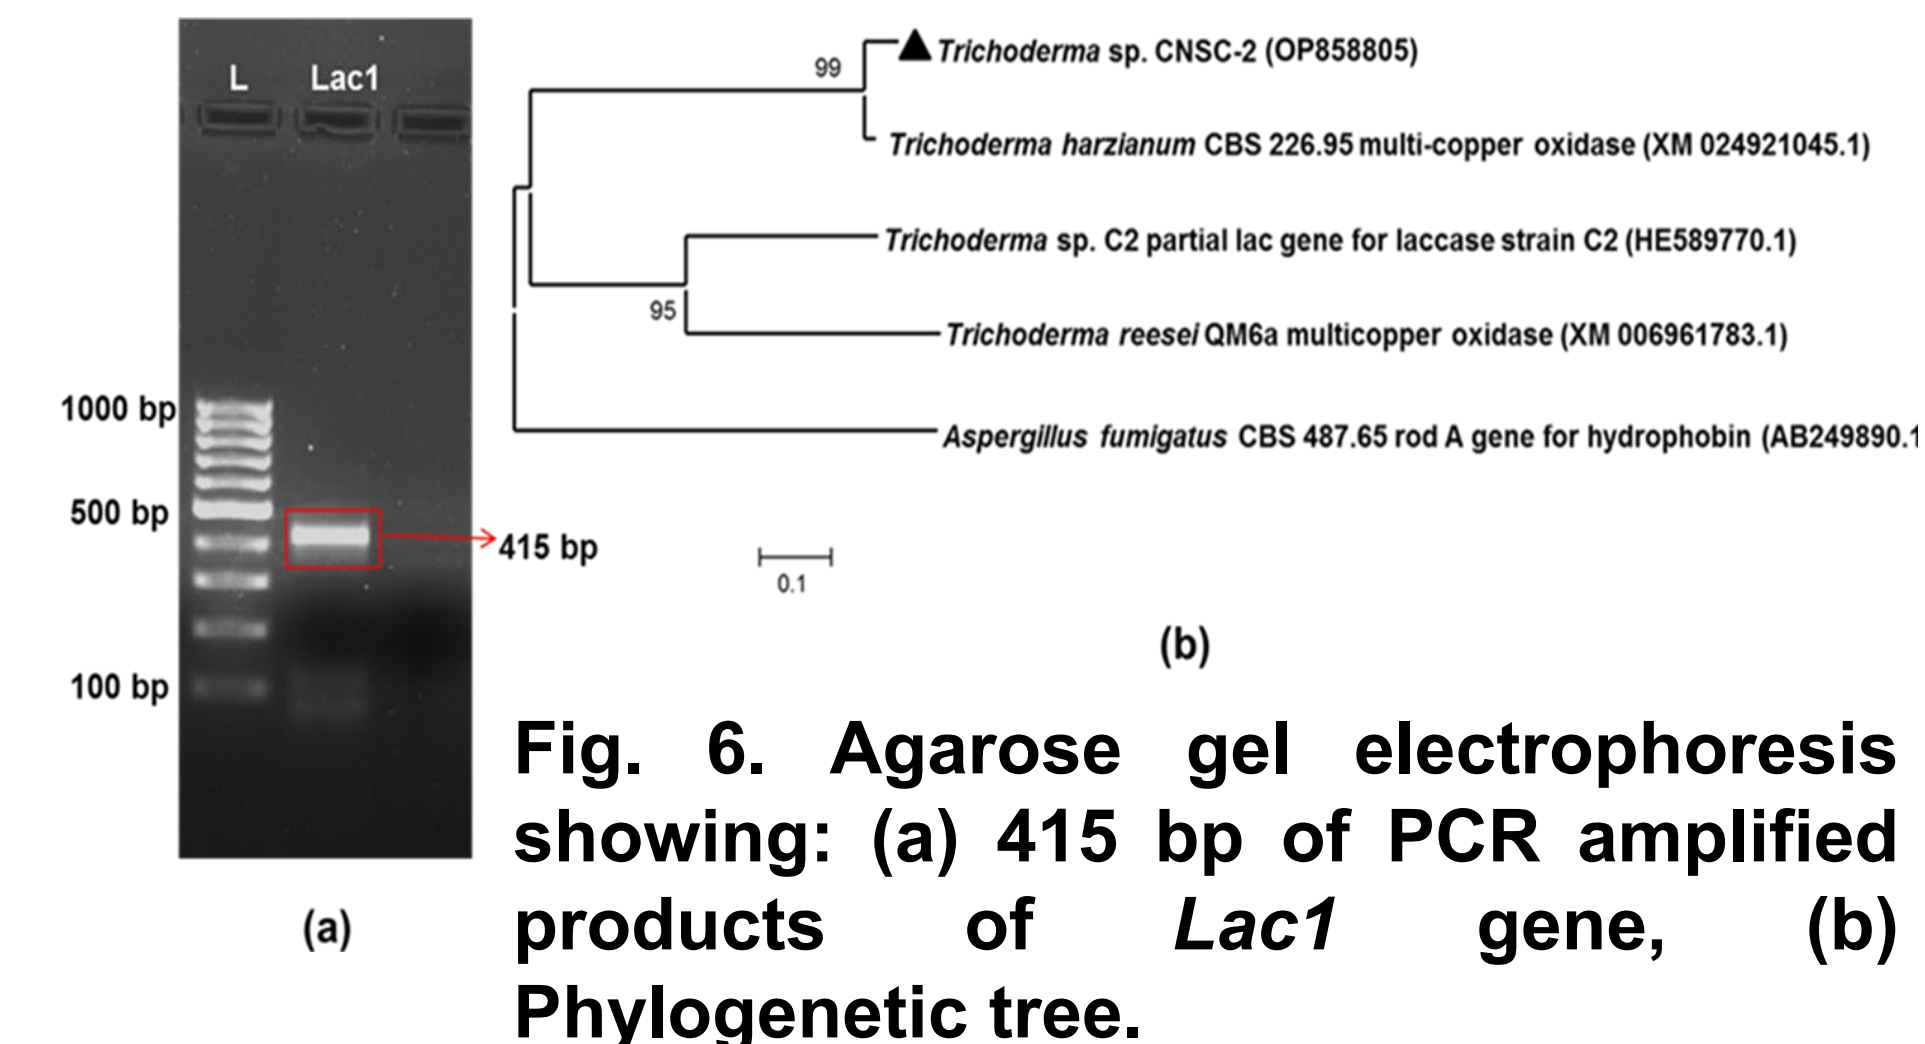 L Lac1
1000 bp
500 bp
415 bp
100 bp
(a)
99
Trichoderma sp. CNSC-2 (OP858805)
Trichoderma harzianum CBS 226.95 multi-copper oxidase (XM 024921045.1)
Trichoderma sp. C2 partial lac gene for laccase strain C2 (HE589770.1)
95
Trichoderma reesei QM6a multicopper oxidase (XM 006961783.1)
Aspergillus fumigatus CBS 487.65 rod A gene for hydrophobin (AB249890.1
0.1
(b)
Fig. 6. Agarose gel electrophoresis
showing: (a) 415 bp of PCR amplified
products of Lac1 gene, (b)
Phylogenetic tree.